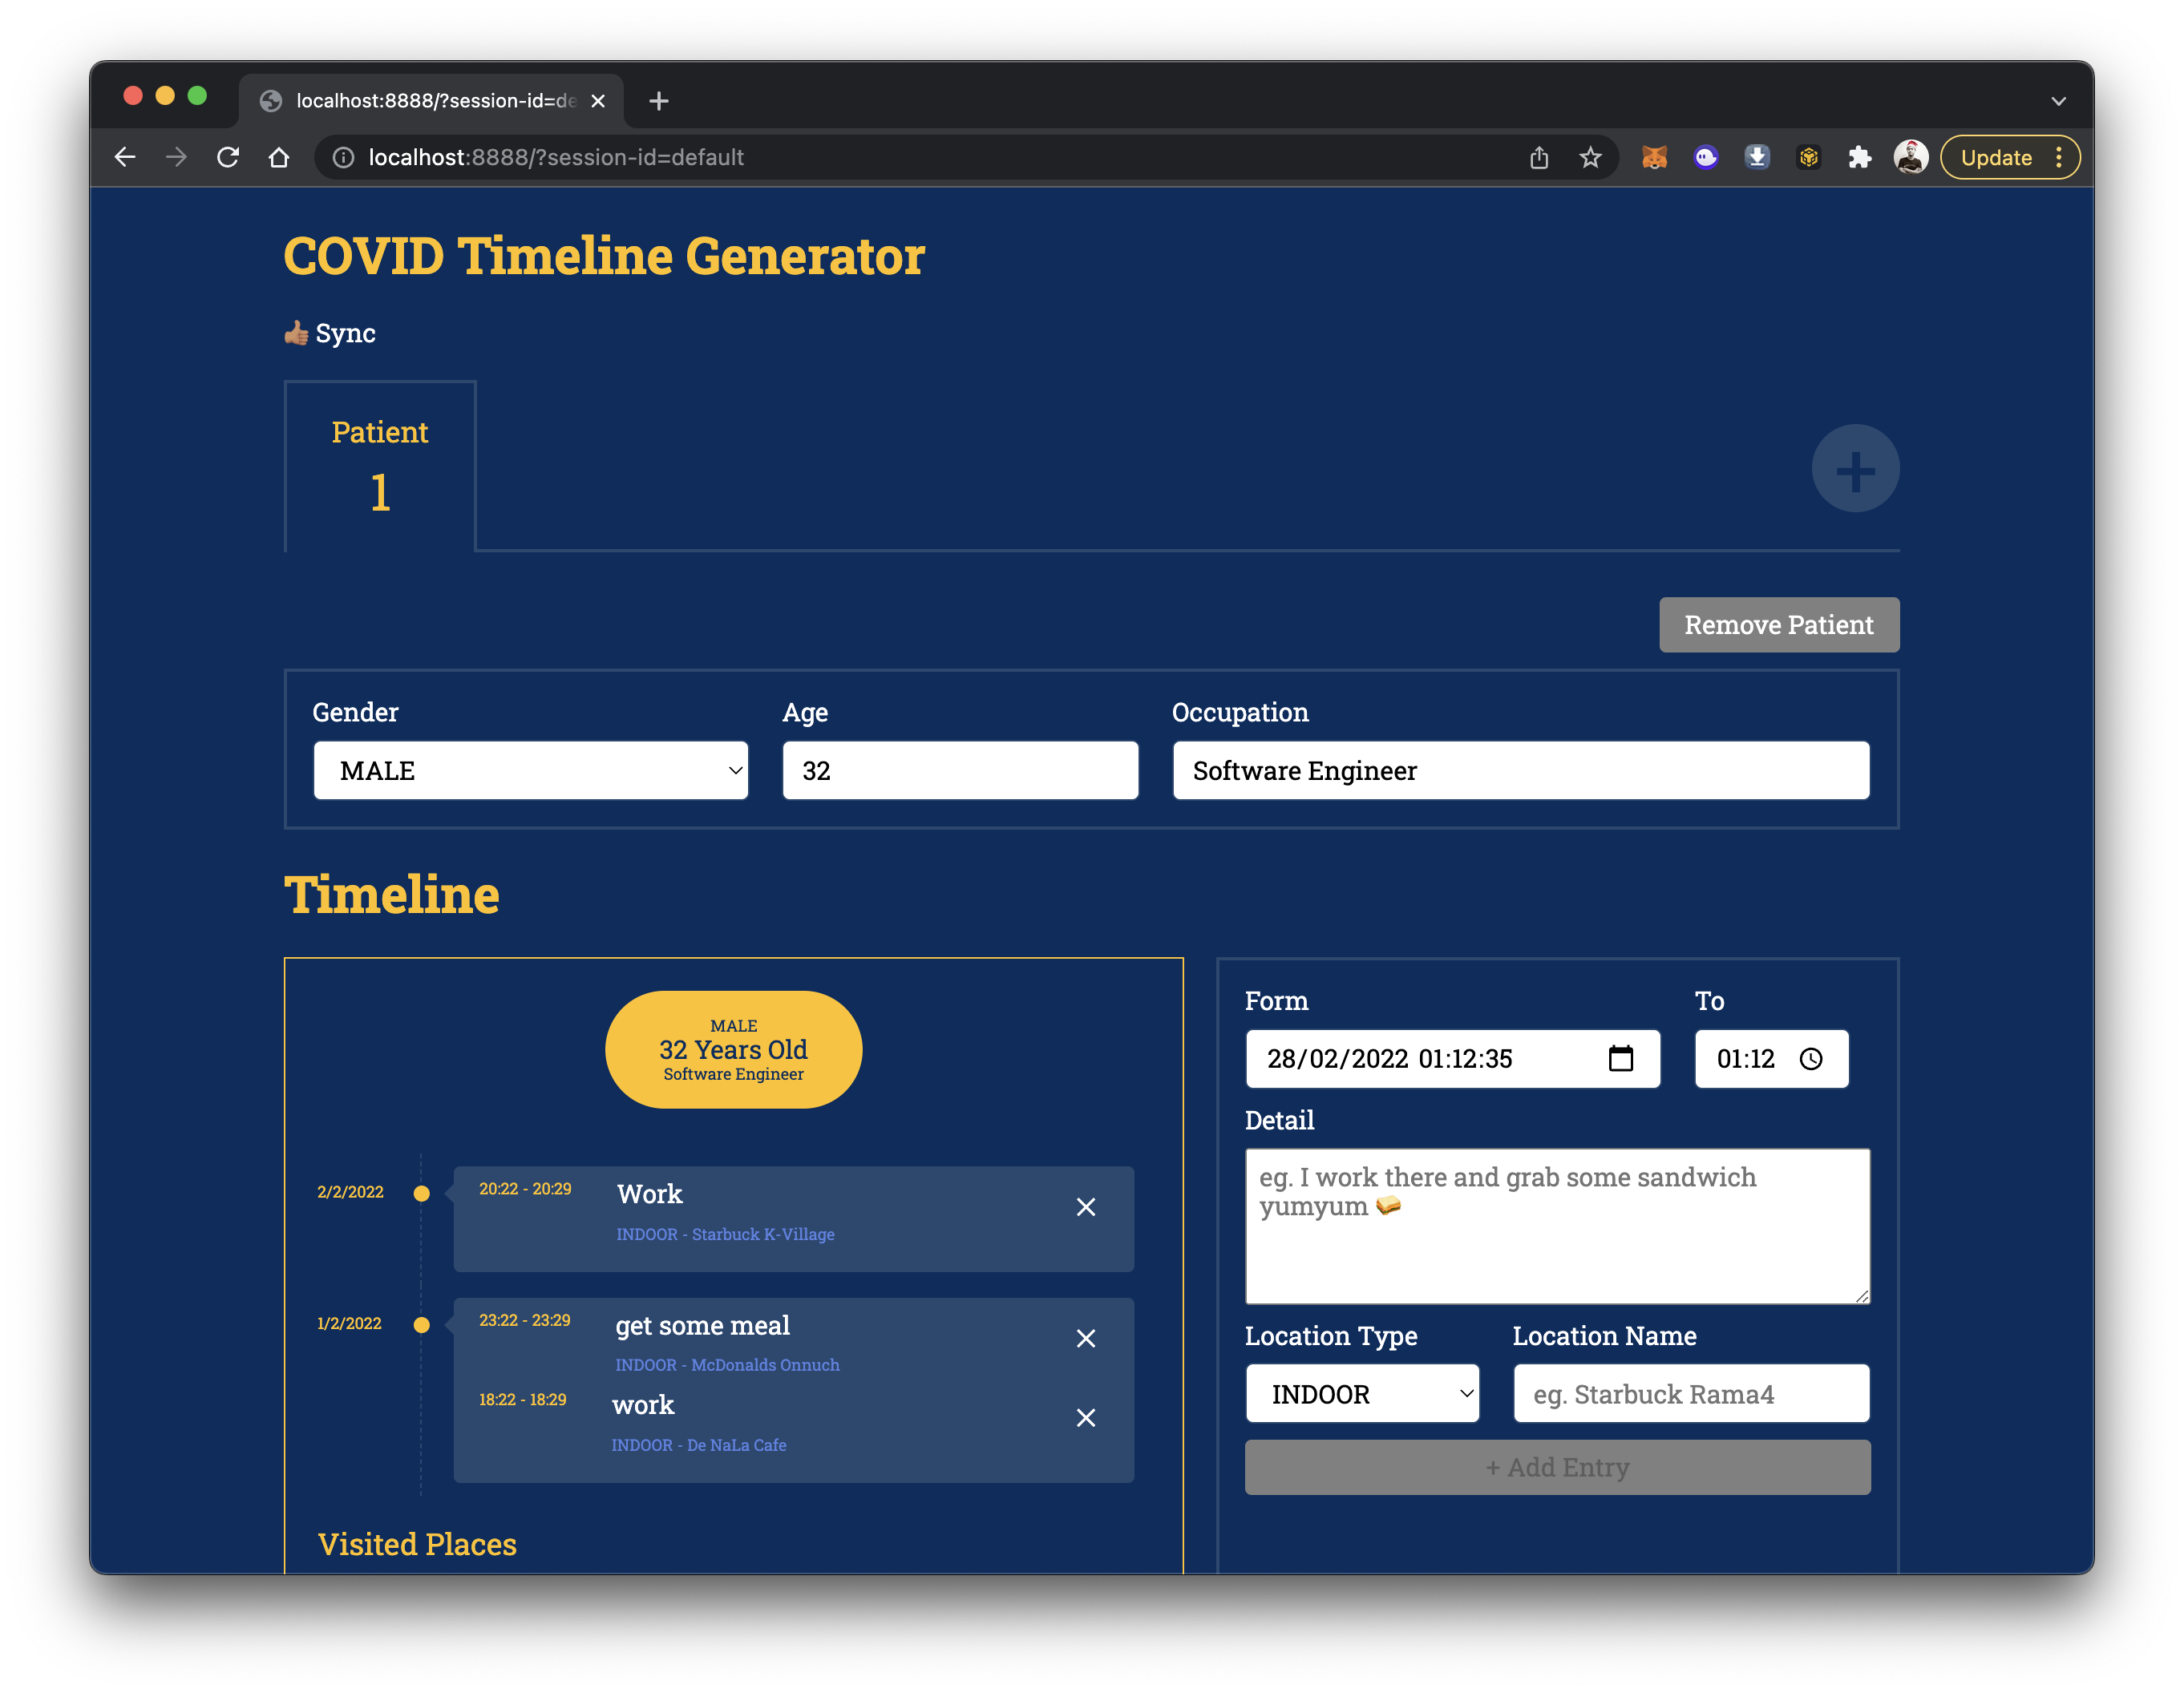 localhost:8888/?session-id=de
localhost:8888/?session-id=default
Update
COVID Timeline Generator
👍🏽 Sync
Patient
1
+
Remove Patient
Gender
Age
Occupation
MALE
32
Software Engineer
Timeline
MALE
32 Years Old
Software Engineer
2/2/2022
20:22 - 20:29
Work
INDOOR - Starbuck K-Village
1/2/2022
23:22 - 23:29
get some meal
INDOOR - McDonalds Onnuch
18:22 - 18:29
work
INDOOR - De NaLa Cafe
Visited Places
Form
To
28/02/2022 01:12:35
01:12
Detail
eg. I work there and grab some sandwich
yumyum 🥪
Location Type
Location Name
INDOOR
eg. Starbuck Rama4
+ Add Entry